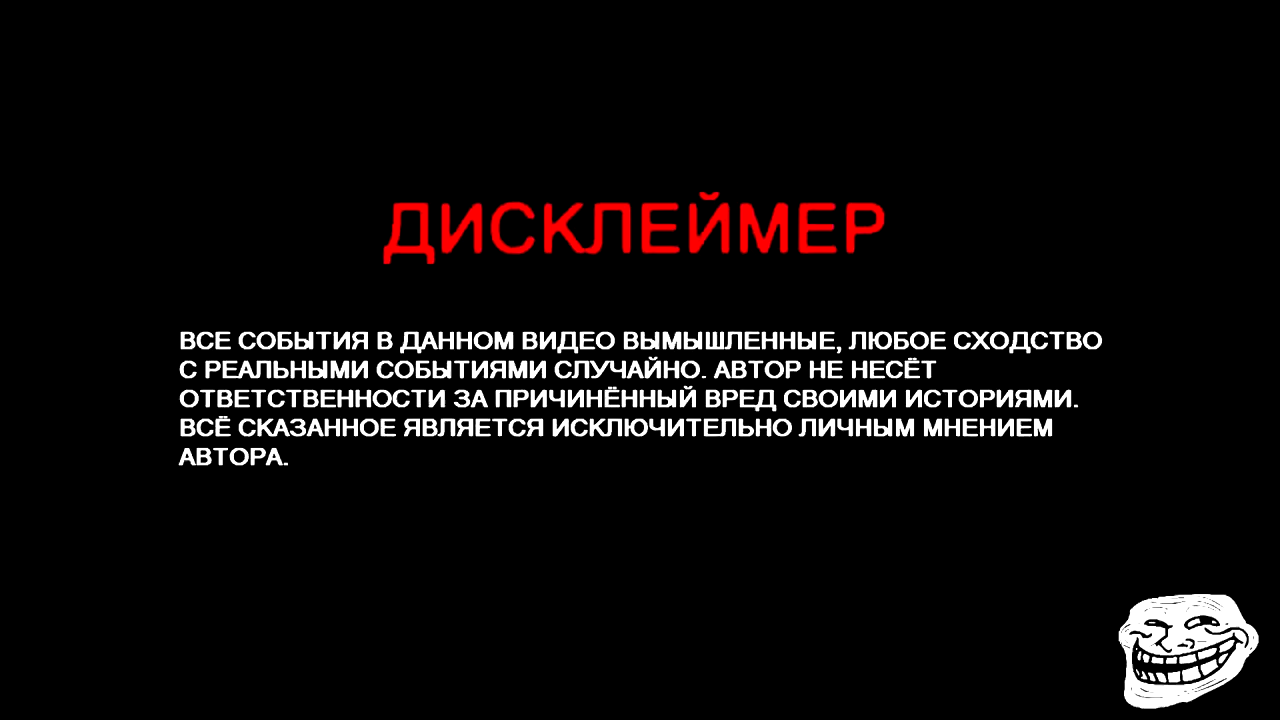 ДИСКЛЕЙМЕР
ВСЕ СОБЫТИЯ В ДАННОМ ВИДЕО ВЫМЫШЛЕННЫЕ, ЛЮБОЕ СХОДСТВО
С РЕАЛЬНЫМИ СОБЫТИЯМИ СЛУЧАЙНО. АВТОР НЕ НЕСЁТ
ОТВЕТСТВЕННОСТИ ЗА ПРИЧИНЁННЫЙ ВРЕД СВОИМИ ИСТОРИЯМИ.
ВСЁ СКАЗАННОЕ ЯВЛЯЕТСЯ ИСКЛЮЧИТЕЛЬНО ЛИЧНЫМ МНЕНИЕМ
АВТОРА.